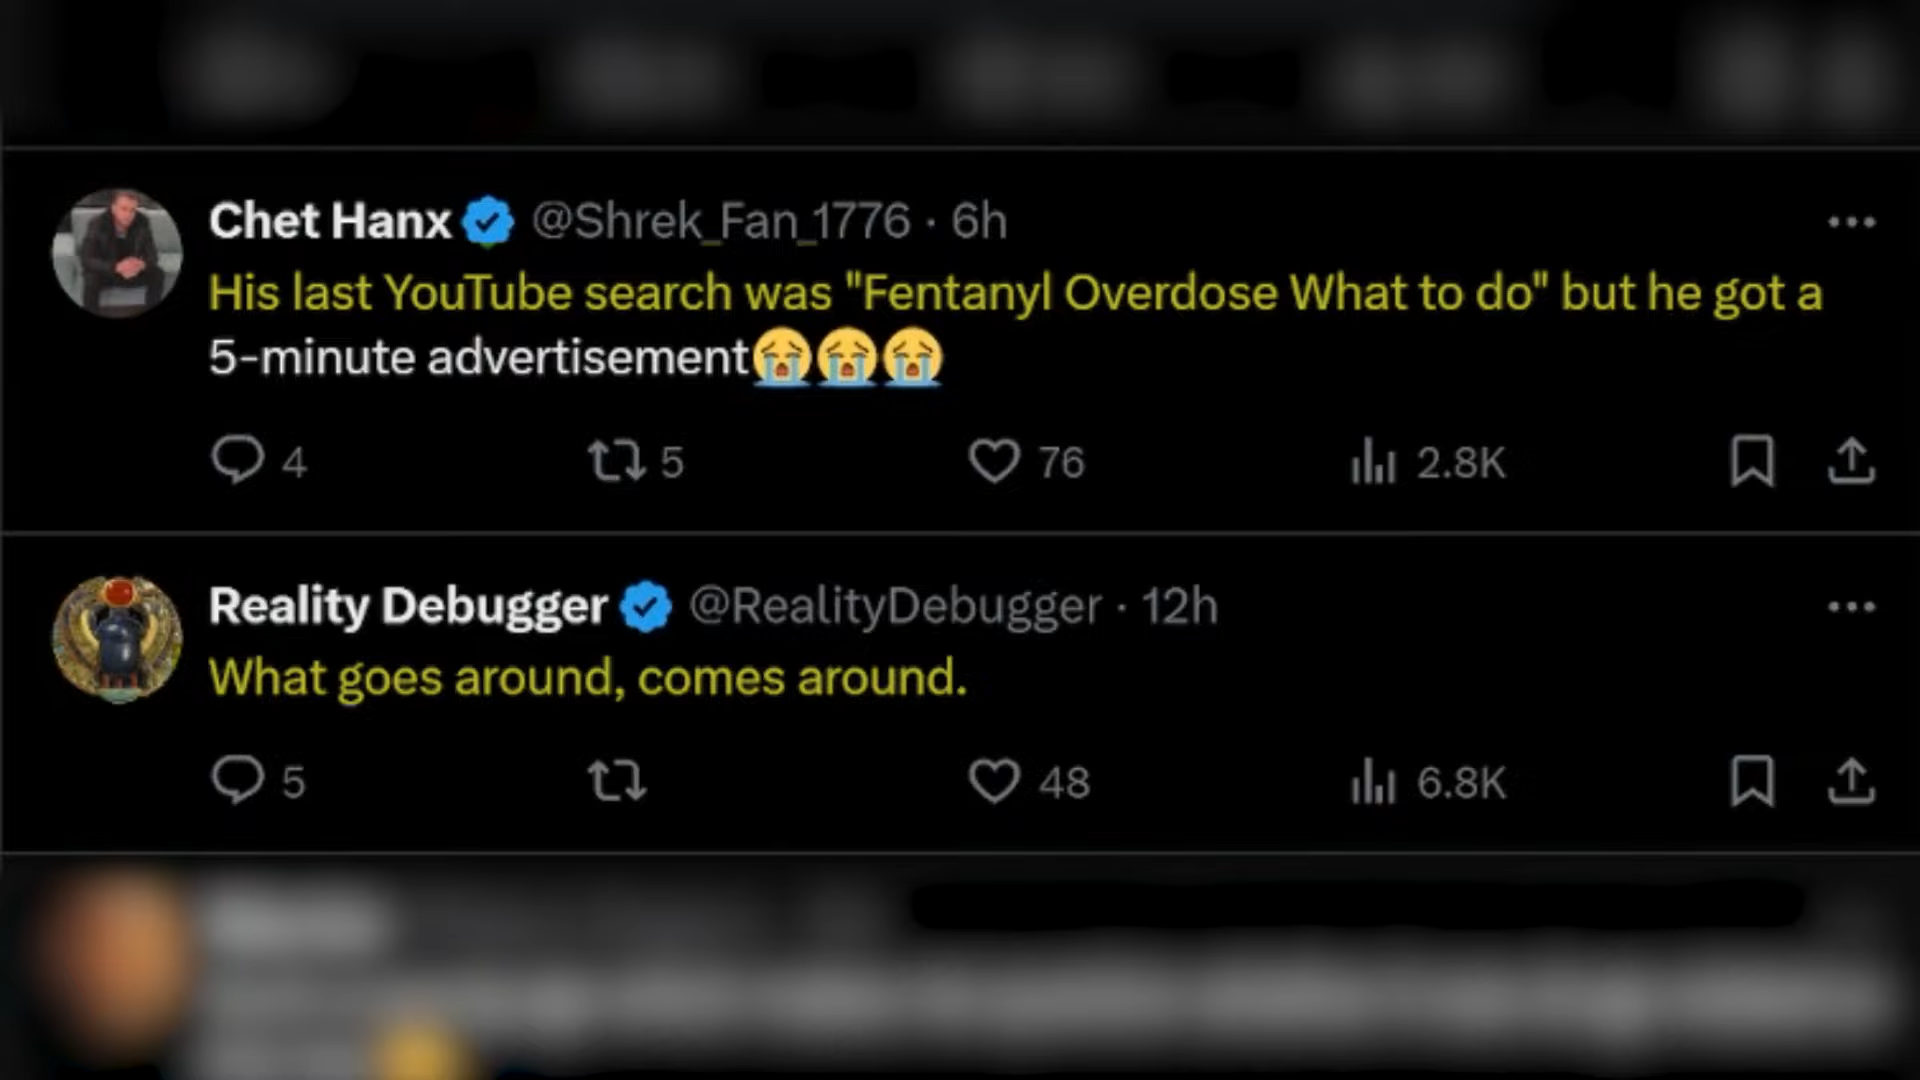 Chet Hanx @Shrek_Fan_1776 · 6h
His last YouTube search was "Fentanyl Overdose What to do" but he got a
5-minute advertisement😭😭😭
4 5 76 2.8K
Reality Debugger @RealityDebugger · 12h
What goes around, comes around.
5 48 6.8K